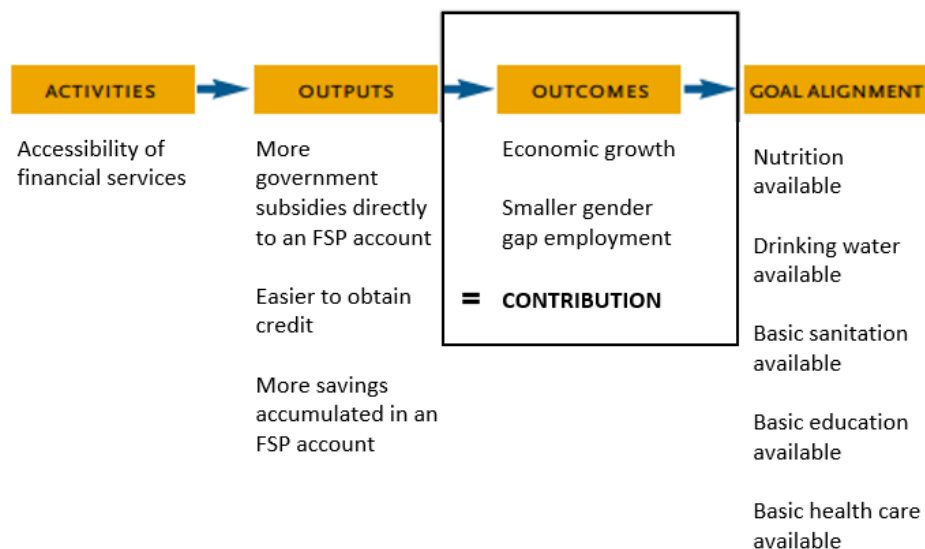 ACTIVITIES
Accessibility of
financial services
OUTPUTS
More
government
subsidies directly
to an FSP account
Easier to obtain
credit
More savings
accumulated in an
FSP account
OUTCOMES
Economic growth
Smaller gender
gap employment
= CONTRIBUTION
GOAL ALIGNMENT
Nutrition
available
Drinking water
available
Basic sanitation
available
Basic education
available
Basic health care
available